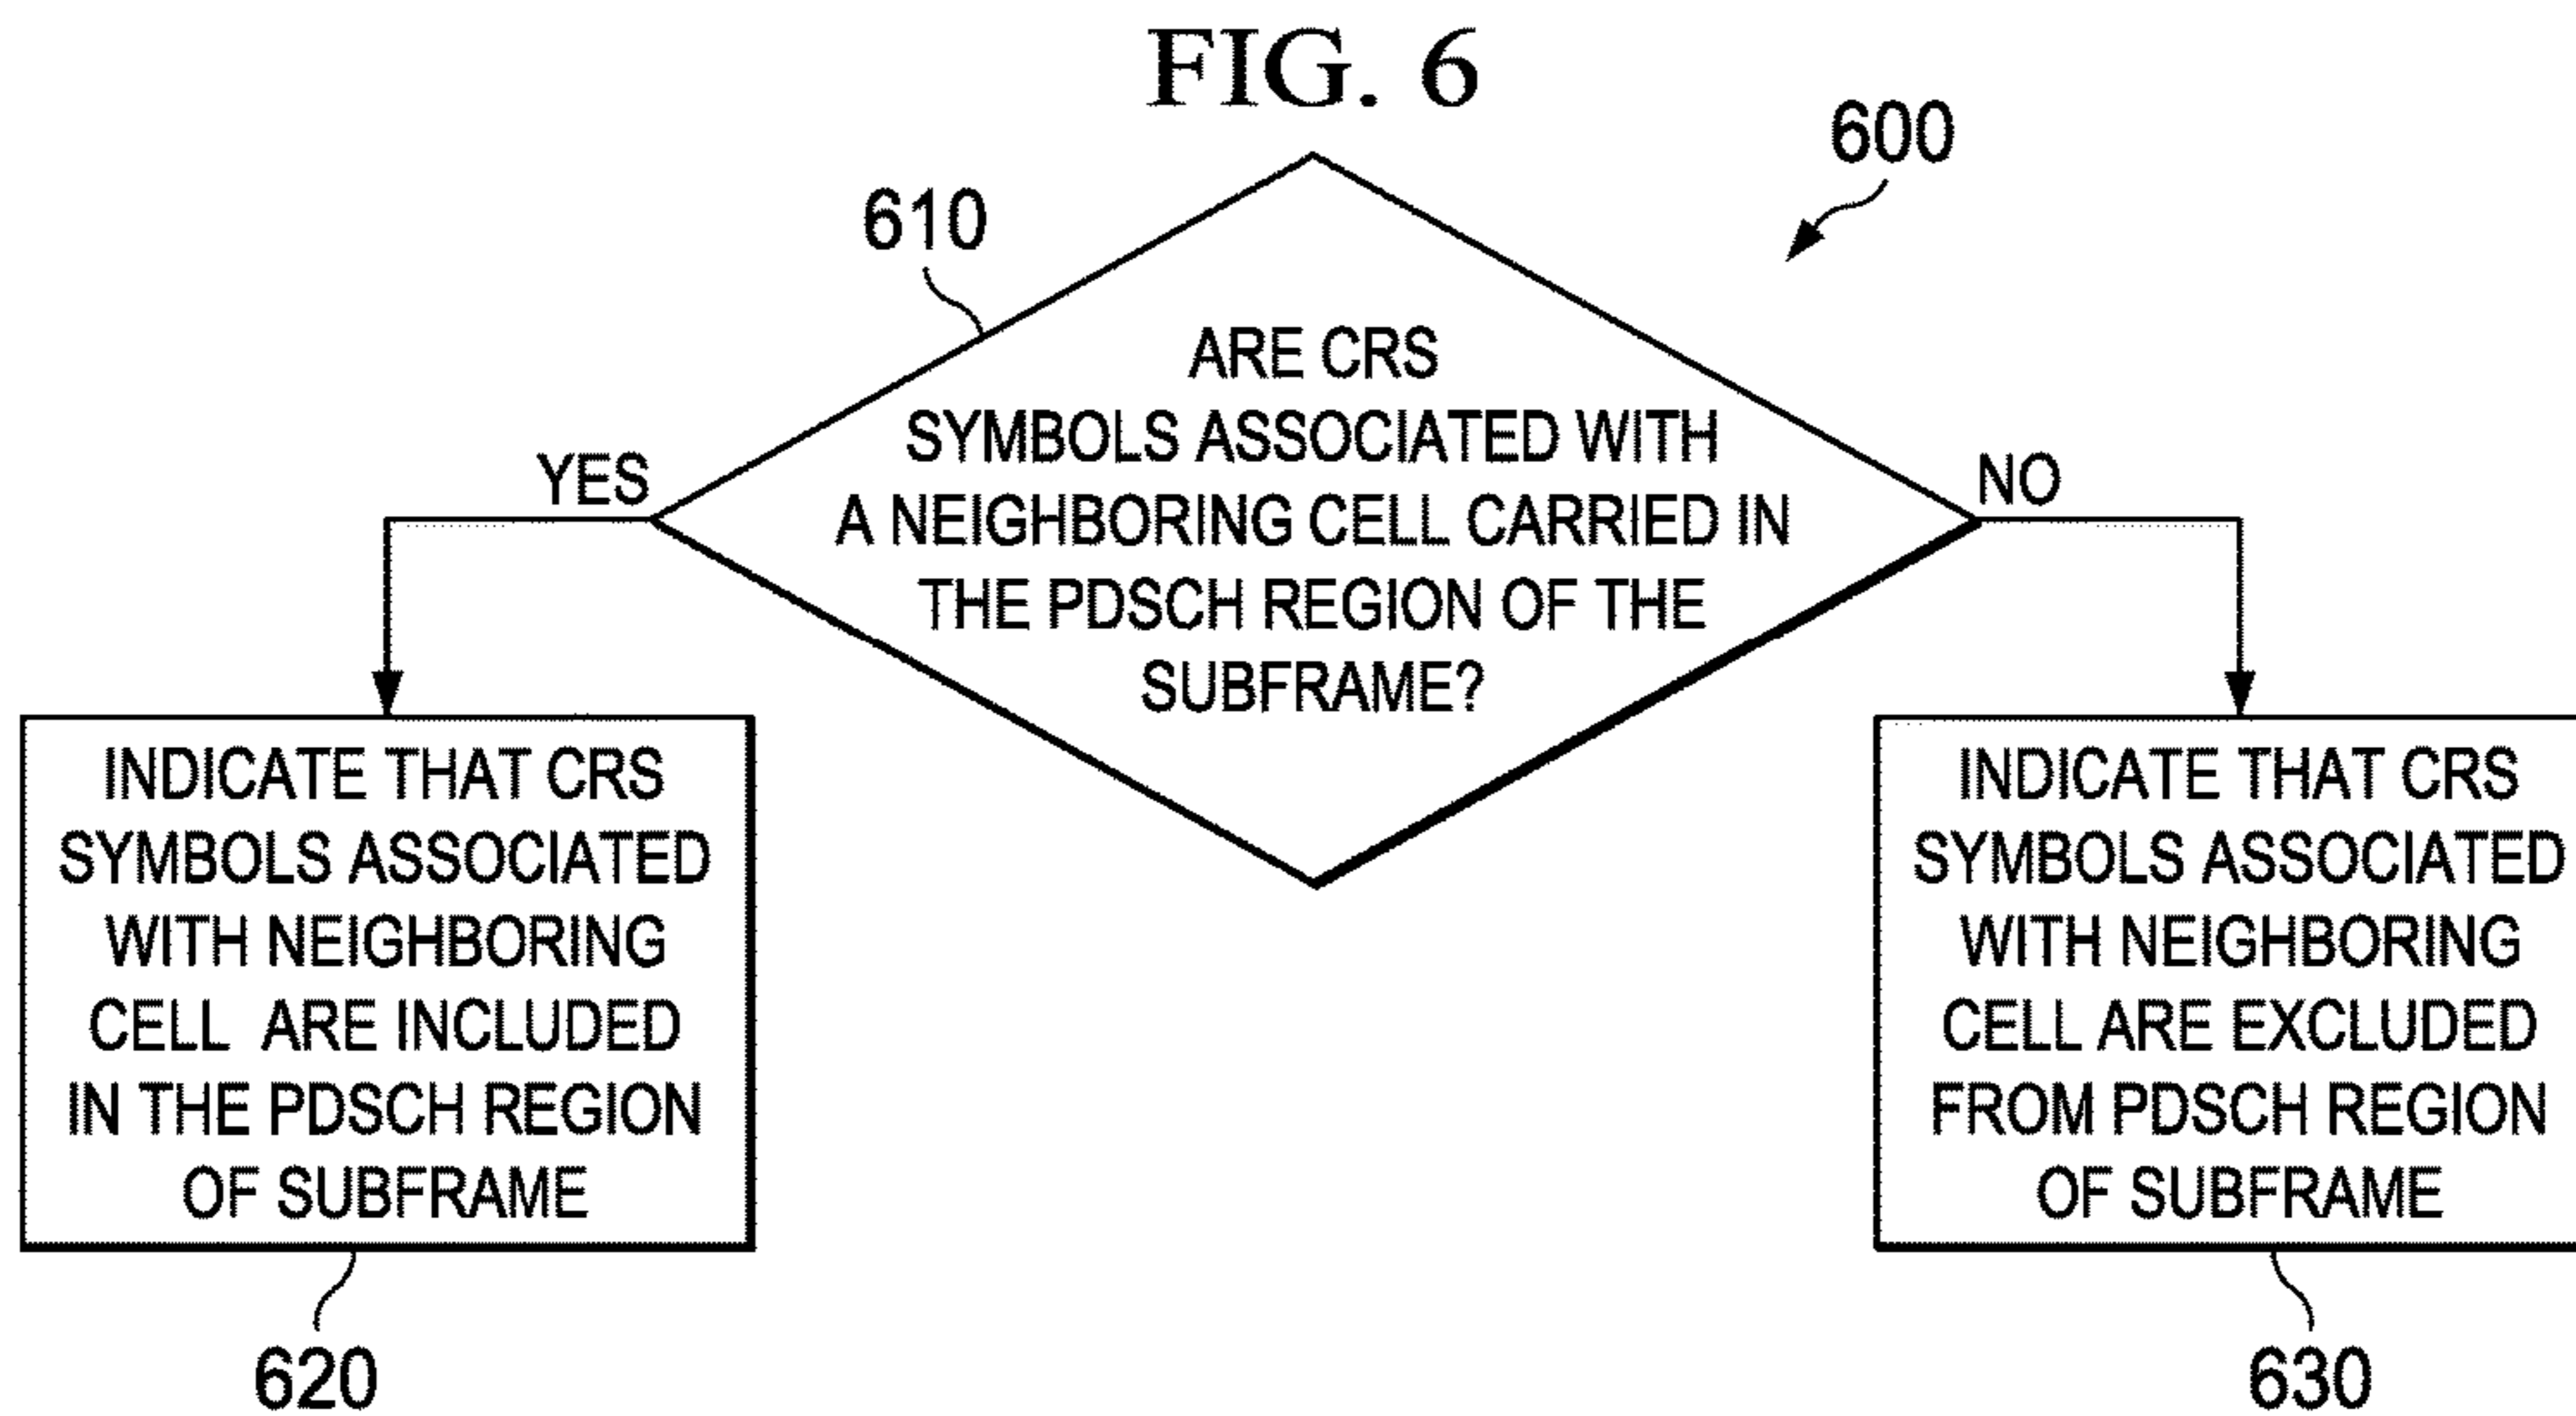 FIG. 6
600
610
ARE CRS
SYMBOLS ASSOCIATED WITH
A NEIGHBORING CELL CARRIED IN
THE PDSCH REGION OF THE
SUBFRAME?
YES
NO
INDICATE THAT CRS
SYMBOLS ASSOCIATED
WITH NEIGHBORING
CELL ARE INCLUDED
IN THE PDSCH REGION
OF SUBFRAME
620
INDICATE THAT CRS
SYMBOLS ASSOCIATED
WITH NEIGHBORING
CELL ARE EXCLUDED
FROM PDSCH REGION
OF SUBFRAME
630